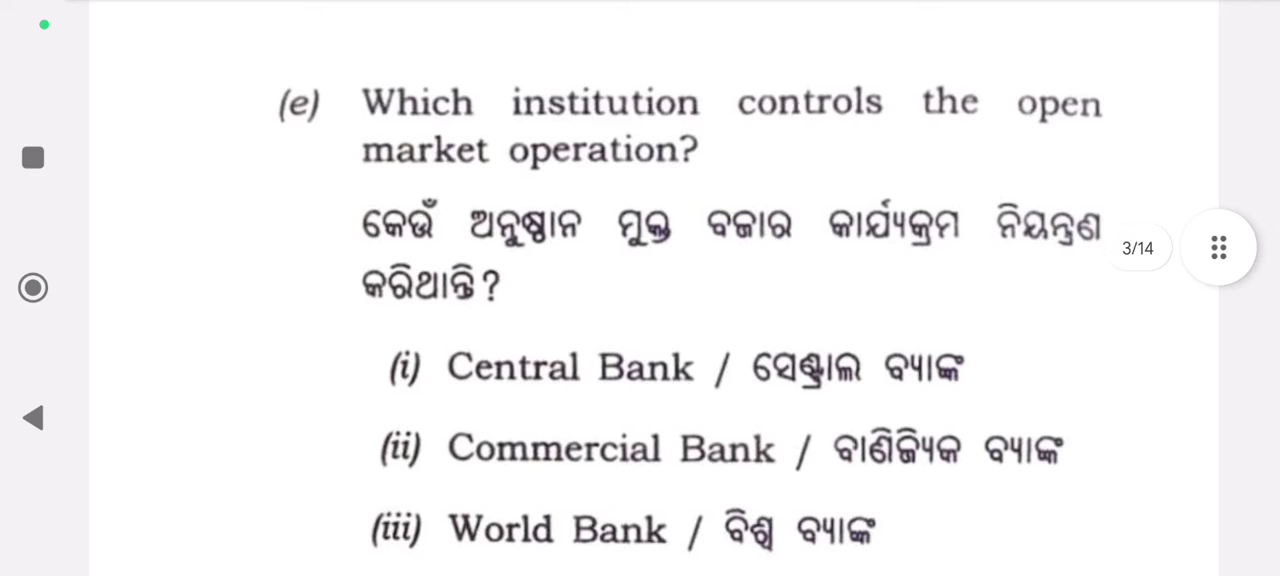 (e) Which institution controls the open
market operation?
କେଉଁ ଅନୁଷ୍ଠାନ ମୁକ୍ତ ବଜାର କାର୍ଯ୍ୟକ୍ରମ ନିୟନ୍ତ୍ରଣ
କରିଥାନ୍ତି?
3/14
(i) Central Bank / ସେଣ୍ଟ୍ରାଲ ବ୍ୟାଙ୍କ
(ii) Commercial Bank / ବାଣିଜ୍ୟିକ ବ୍ୟାଙ୍କ
(iii) World Bank / ବିଶ୍ୱ ବ୍ୟାଙ୍କ